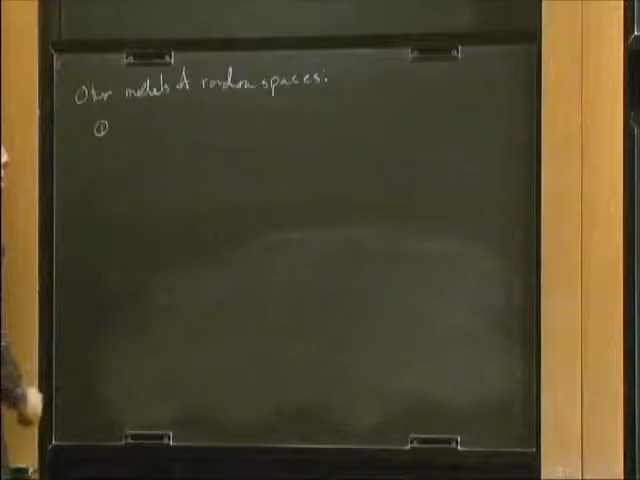 Other models of random spaces:
①